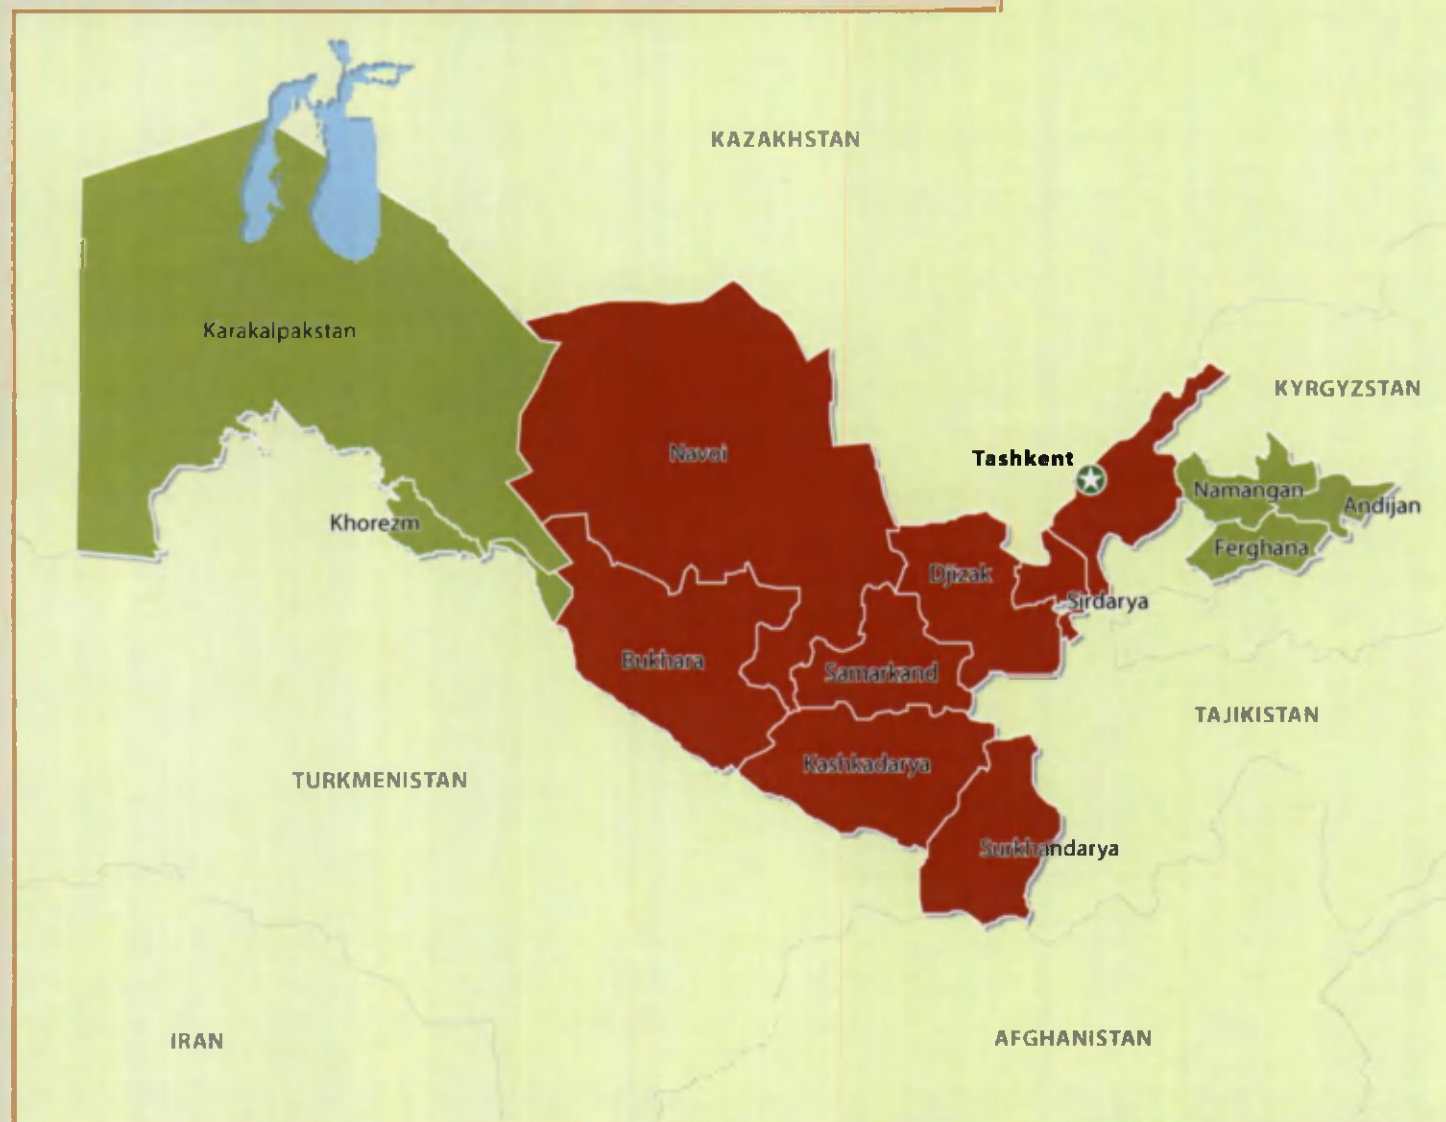 KAZAKHSTAN
Karakalpakstan
KYRGYZSTAN
Navoi
Tashkent
Namangan
Andijan
Khorezm
Ferghana
Djizak
Sirdarya
Bukhara
Samarkand
TAJIKISTAN
Kashkadarya
TURKMENISTAN
Surkhandarya
IRAN
AFGHANISTAN